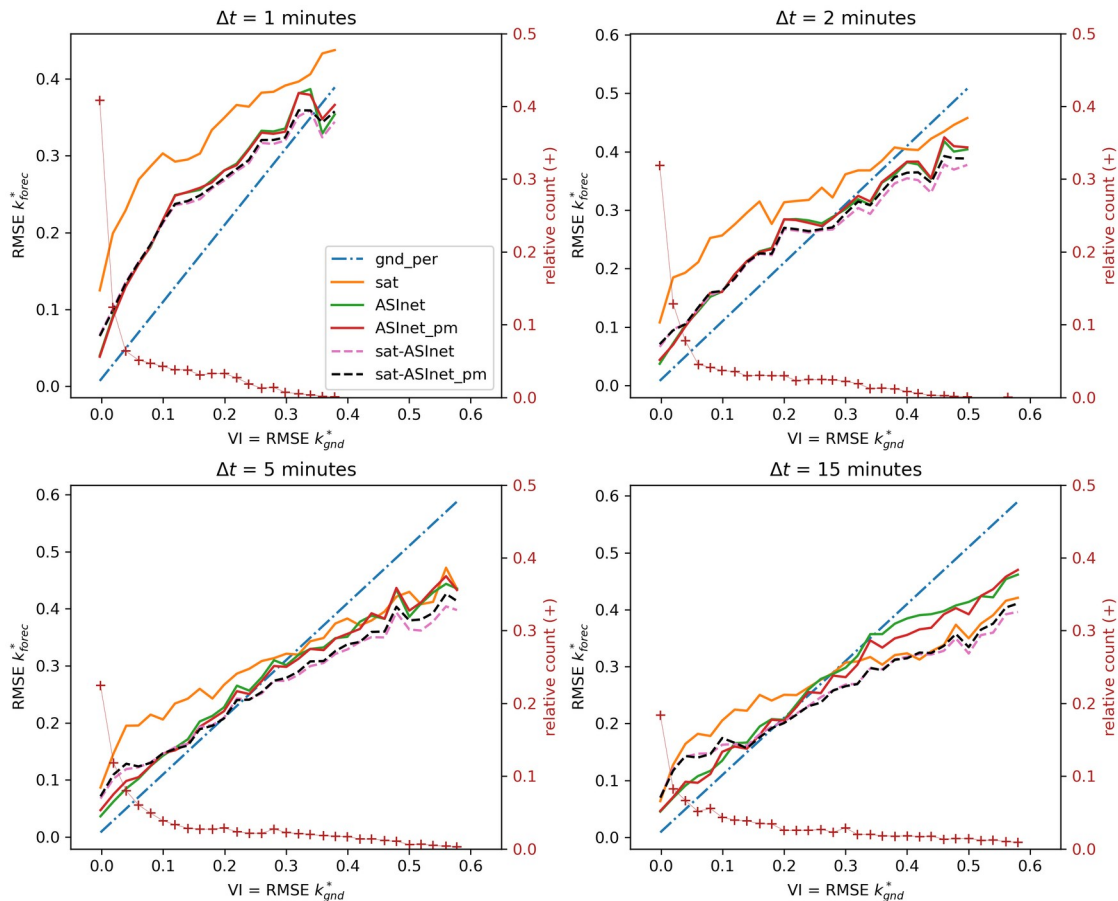 Δt = 1 minutes
RMSE k*forec
0.4
0.3
0.2
0.1
0.0
0.5
0.4
0.3
0.2
0.1
0.0
relative count (+)
gnd_per
sat
ASInet
ASInet_pm
sat-ASInet
sat-ASInet_pm
0.0 0.1 0.2 0.3 0.4 0.5 0.6
VI = RMSE k*gnd
Δt = 2 minutes
RMSE k*forec
0.6
0.5
0.4
0.3
0.2
0.1
0.0
0.5
0.4
0.3
0.2
0.1
0.0
relative count (+)
0.0 0.1 0.2 0.3 0.4 0.5 0.6
VI = RMSE k*gnd
Δt = 5 minutes
RMSE k*forec
0.6
0.5
0.4
0.3
0.2
0.1
0.0
0.5
0.4
0.3
0.2
0.1
0.0
relative count (+)
0.0 0.1 0.2 0.3 0.4 0.5 0.6
VI = RMSE k*gnd
Δt = 15 minutes
RMSE k*forec
0.6
0.5
0.4
0.3
0.2
0.1
0.0
0.5
0.4
0.3
0.2
0.1
0.0
relative count (+)
0.0 0.1 0.2 0.3 0.4 0.5 0.6
VI = RMSE k*gnd